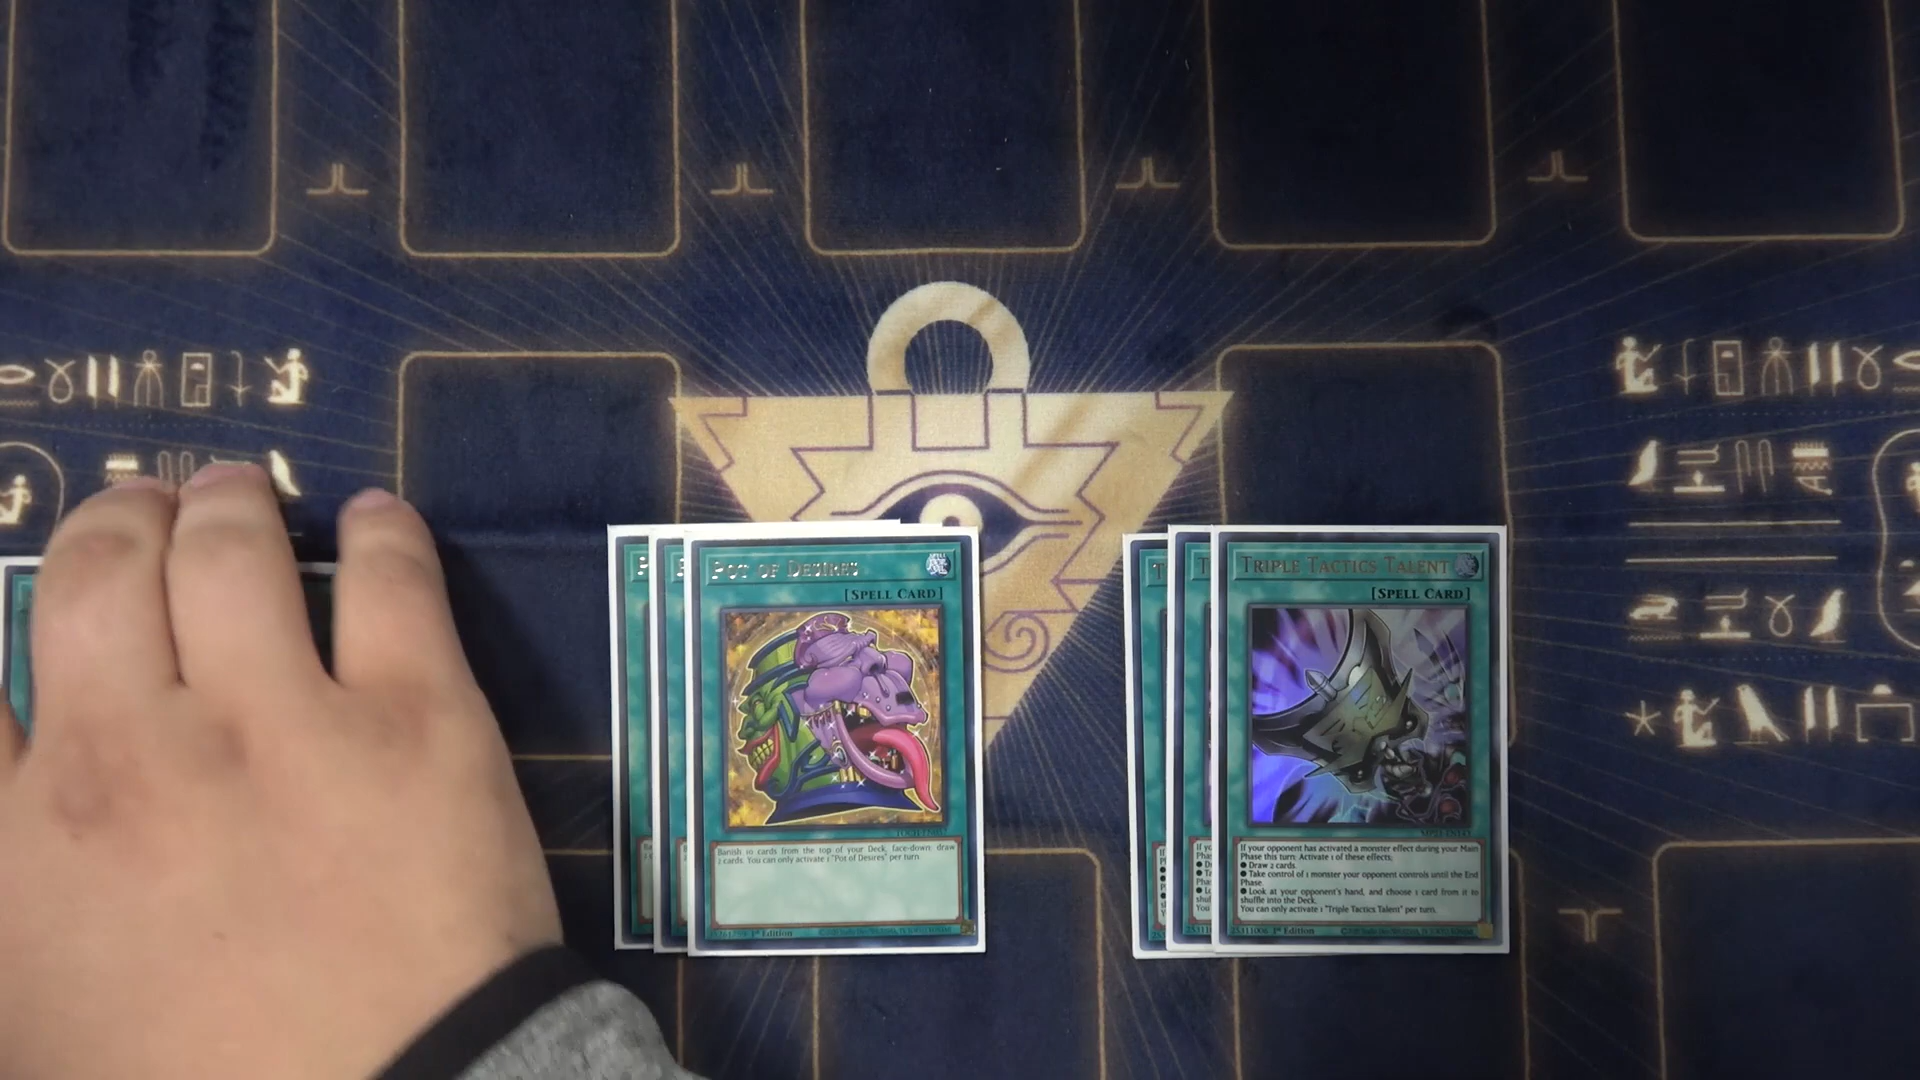 Pot of Desires
[Spell Card]
Banish 10 cards from the top of your Deck, face-down; draw
2 cards. You can only activate 1 "Pot of Desires" per turn.
1st Edition
Triple Tactics Talent
[Spell Card]
If your opponent has activated a monster effect during your Main
Phase this turn: Activate 1 of these effects;
● Draw 2 cards.
● Take control of 1 monster your opponent controls until the End
Phase.
● Look at your opponent's hand, and choose 1 card from it to
shuffle into the Deck.
You can only activate 1 "Triple Tactics Talent" per turn.
25311006 1st Edition